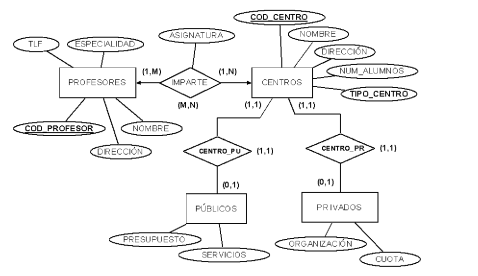 COD_CENTRO
ASIGNATURA
NOMBRE
TLF
ESPECIALIDAD
DIRECCIÓN
NUM_ALUMNOS
(1,M)
(1,N)
PROFESORES
IMPARTE
CENTROS
TIPO_CENTRO
(M,N)
(1,1)
(1,1)
COD_PROFESOR
NOMBRE
DIRECCIÓN
CENTRO_PU
(1,1)
CENTRO_PR
(1,1)
(0,1)
(0,1)
PÚBLICOS
PRIVADOS
PRESUPUESTO
SERVICIOS
ORGANIZACIÓN
CUOTA